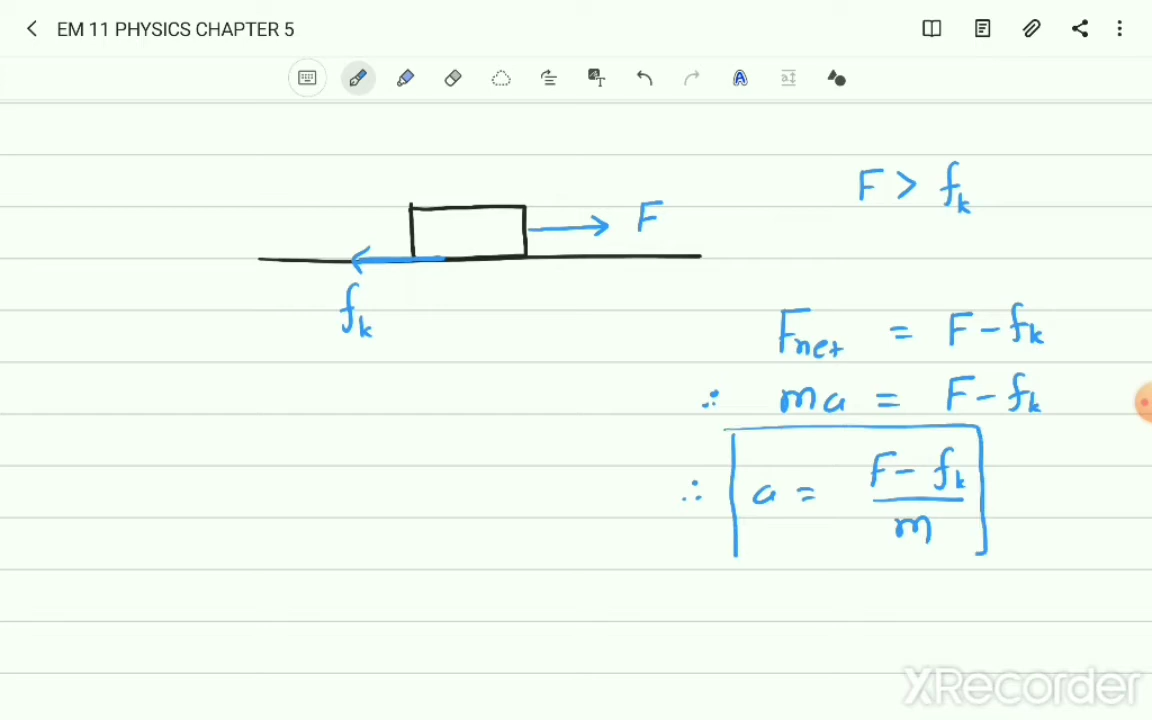 EM 11 PHYSICS CHAPTER 5
F > fk
F
fk
Fnet = F - fk
∴ ma = F - fk
∴ a = F - fk
m
XRecorder